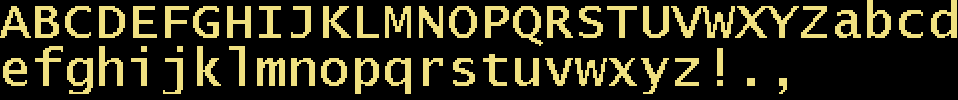 ABCDEFGHIJKLMNOPQRSTUVWXYZabcd
efghijklmnopqrstuvwxyz!.,